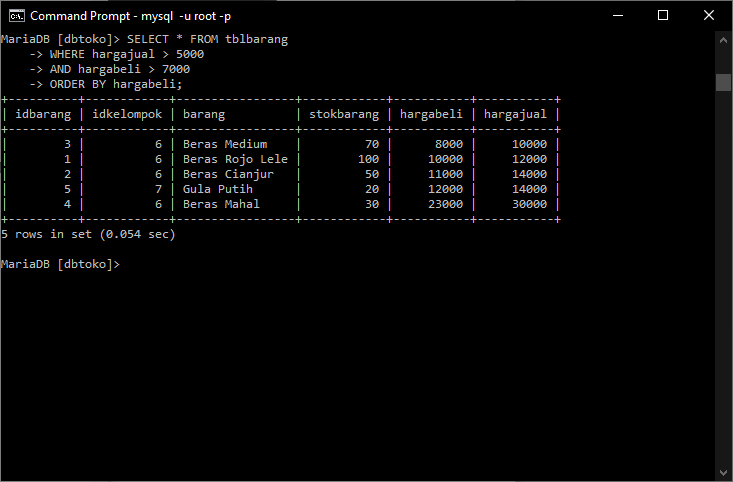 Command Prompt - mysql  -u root -p
MariaDB [dbtoko]> SELECT * FROM tblbarang
    -> WHERE hargajual > 5000
    -> AND hargabeli > 7000
    -> ORDER BY hargabeli;
+----------+------------+-----------------+------------+-----------+-----------+
| idbarang | idkelompok | barang          | stokbarang | hargabeli | hargajual |
+----------+------------+-----------------+------------+-----------+-----------+
|        3 |          6 | Beras Medium    |         70 |      8000 |     10000 |
|        1 |          6 | Beras Rojo Lele |        100 |     10000 |     12000 |
|        2 |          6 | Beras Cianjur   |         50 |     11000 |     14000 |
|        5 |          7 | Gula Putih      |         20 |     12000 |     14000 |
|        4 |          6 | Beras Mahal     |         30 |     23000 |     30000 |
+----------+------------+-----------------+------------+-----------+-----------+
5 rows in set (0.054 sec)
MariaDB [dbtoko]>